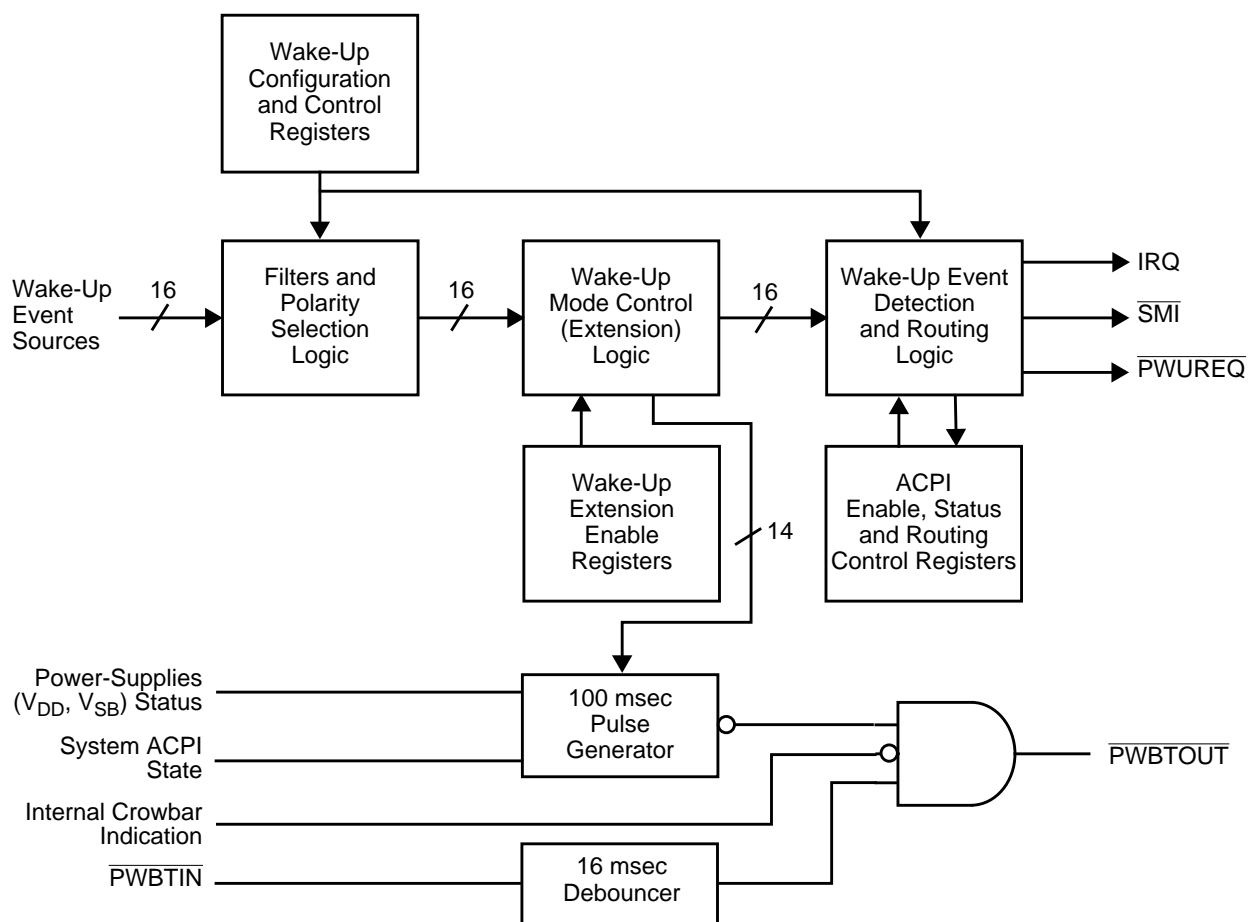 Wake-Up
Configuration
and Control
Registers
Wake-Up
Event
Sources
16
Filters and
Polarity
Selection
Logic
16
Wake-Up
Mode Control
(Extension)
Logic
16
Wake-Up Event
Detection
and Routing
Logic
IRQ
SMI
PWUREQ
Wake-Up
Extension
Enable
Registers
14
ACPI
Enable, Status
and Routing
Control Registers
Power-Supplies
(VDD, VSB) Status
System ACPI
State
100 msec
Pulse
Generator
PWBTOUT
Internal Crowbar
Indication
PWBTIN
16 msec
Debouncer